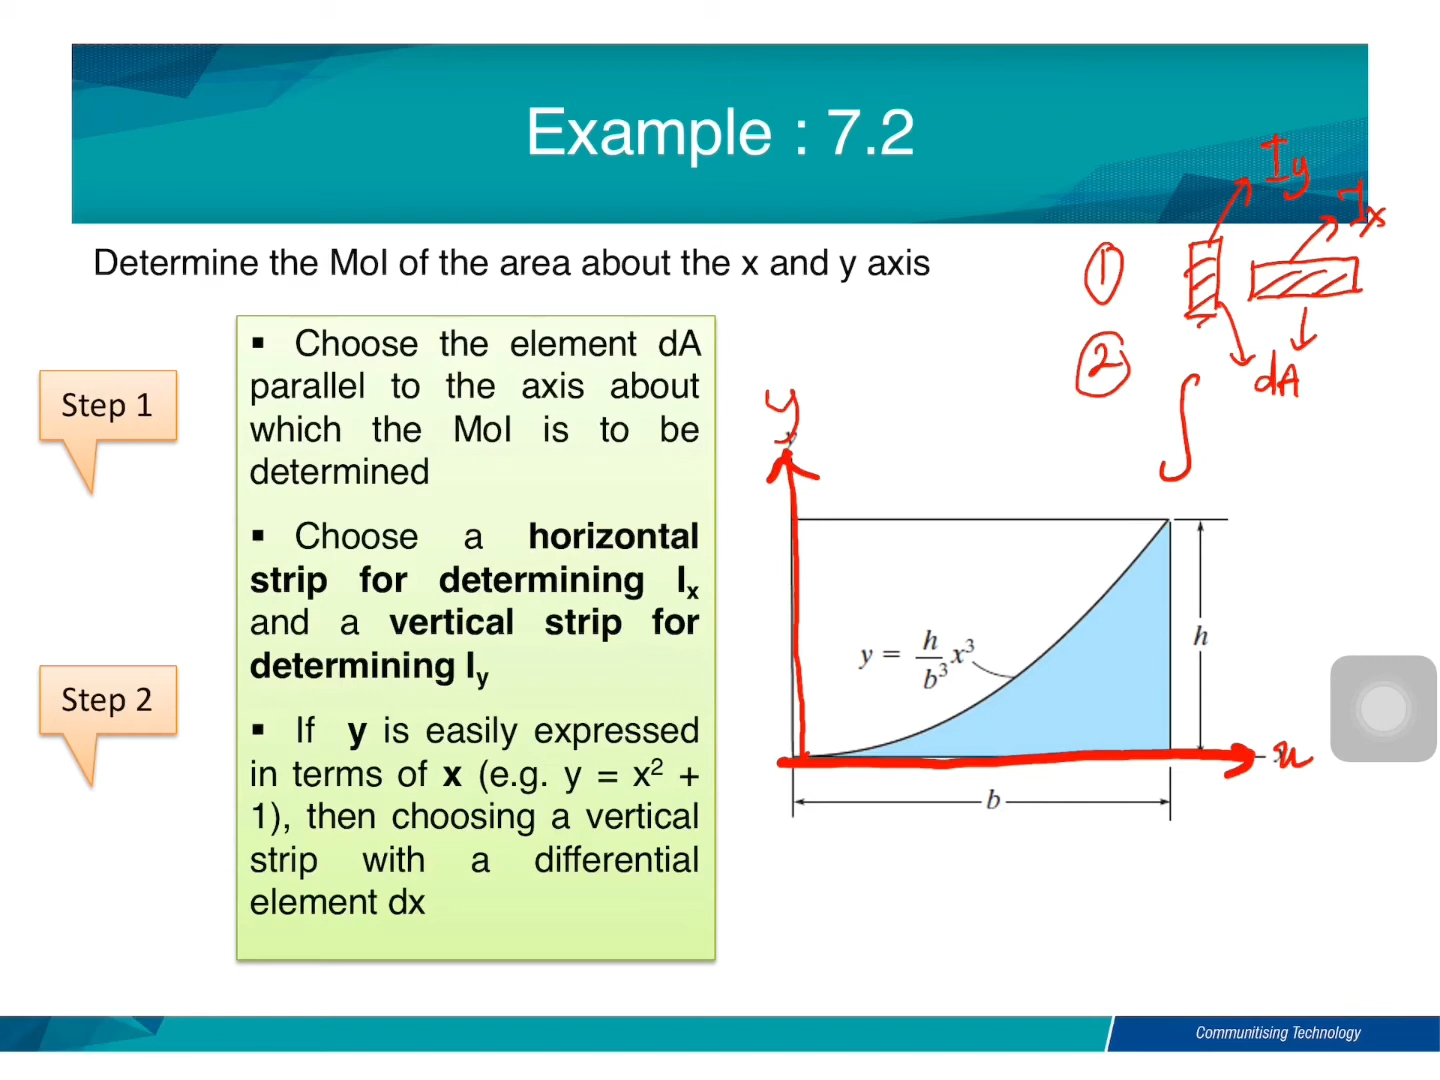 Example : 7.2
Iy
Ix
Determine the MoI of the area about the x and y axis
1
2
dA
∫
Step 1
▪ Choose the element dA
parallel to the axis about
which the MoI is to be
determined
▪ Choose a horizontal
strip for determining Ix
and a vertical strip for
determining Iy
Step 2
▪ If y is easily expressed
in terms of x (e.g. y = x² +
1), then choosing a vertical
strip with a differential
element dx
y
y = h/b³ x³
h
x
b
Communitising Technology